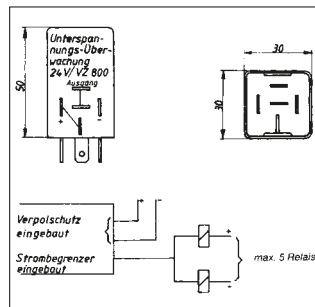 Unterspan-
nungs-Über-
wachung
24V/VZ 800
Ausgang
+ -
50
30
30
+ -
Verpolschutz
eingebaut
Strombegrenzer
eingebaut
+
max. 5 Relais
-